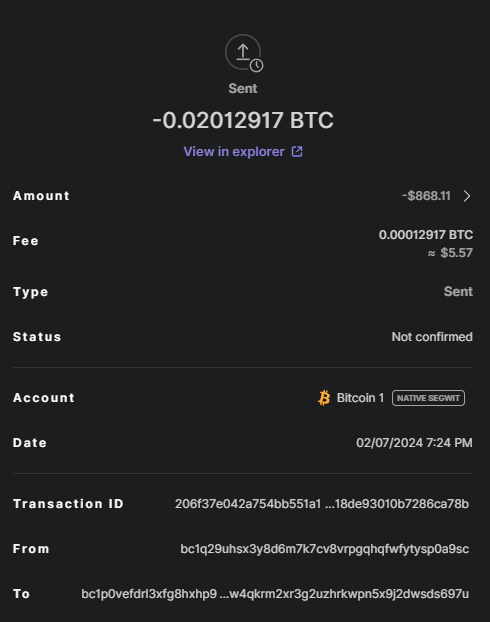 Sent
-0.02012917 BTC
View in explorer
Amount -$868.11
Fee 0.00012917 BTC
≈ $5.57
Type Sent
Status Not confirmed
Account Bitcoin 1 NATIVE SEGWIT
Date 02/07/2024 7:24 PM
Transaction ID 206f37e042a754bb551a1 ...18de93010b7286ca78b
From bc1q29uhsx3y8d6m7k7cv8vrpgqhqfwfytysp0a9sc
To bc1p0vefdrl3xfg8hxhp9 ...w4qkrm2xr3g2uzhrkwpn5x9j2dwsds697u